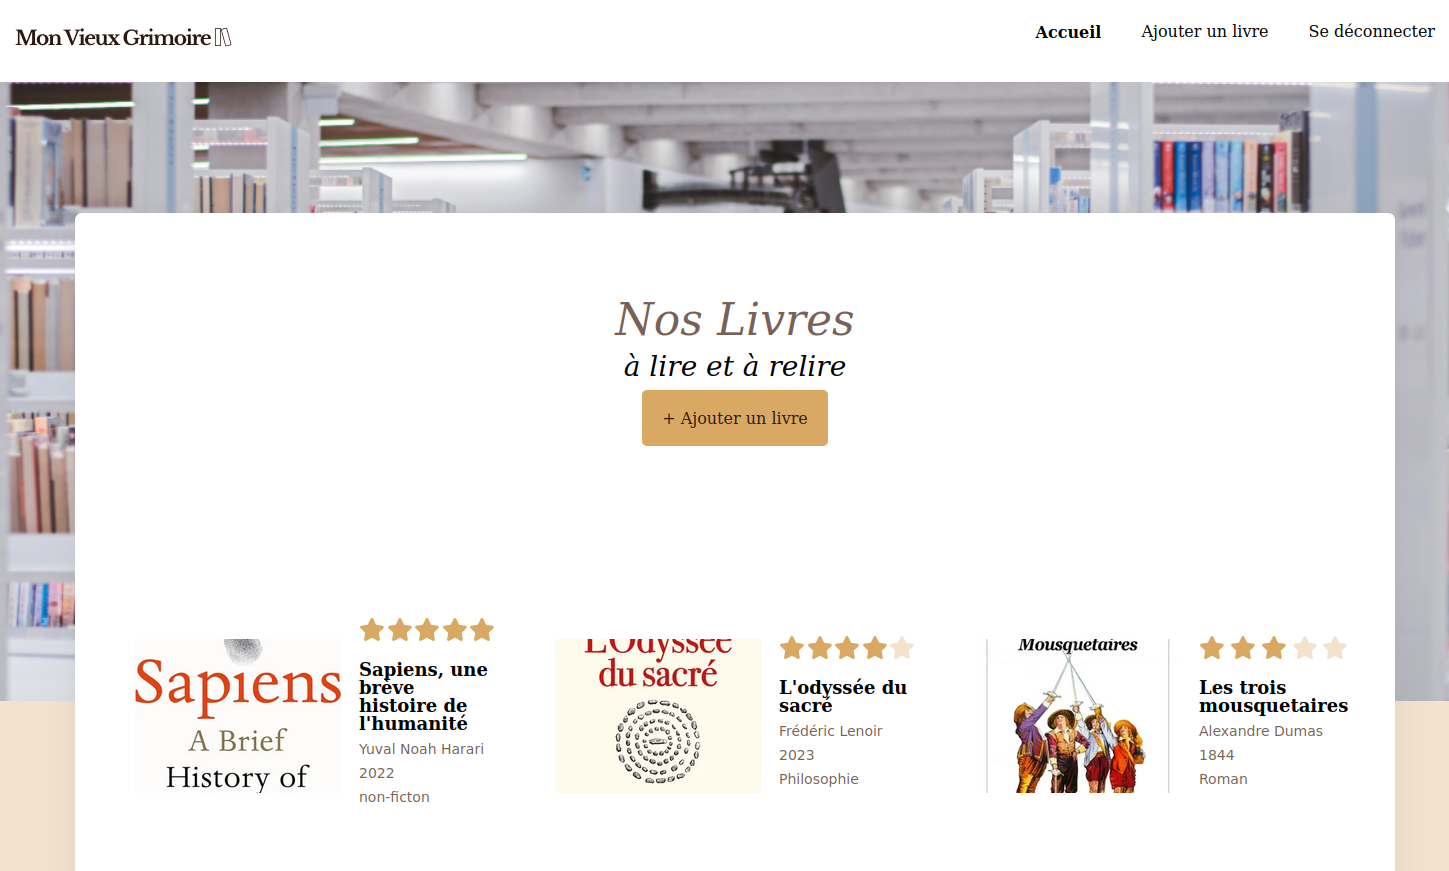 Mon Vieux Grimoire
Accueil
Ajouter un livre
Se déconnecter
Nos Livres
à lire et à relire
+ Ajouter un livre
Sapiens
A Brief
History of
Sapiens, une
brève
histoire de
l'humanité
Yuval Noah Harari
2022
non-ficton
L'Odyssée
du sacré
L'odyssée du
sacré
Frédéric Lenoir
2023
Philosophie
Mousquetaires
Les trois
mousquetaires
Alexandre Dumas
1844
Roman